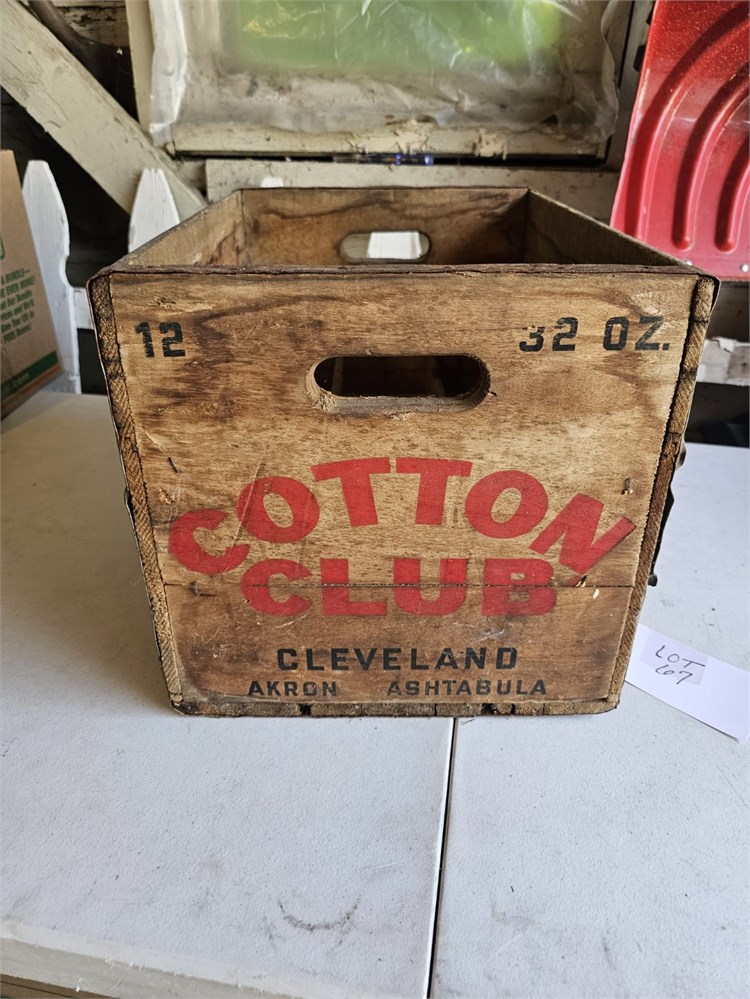 12 32 OZ.
COTTON
CLUB
CLEVELAND
AKRON ASHTABULA
LOT
67